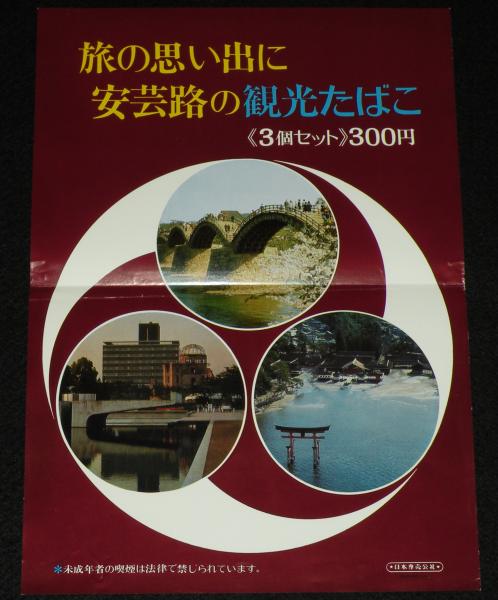 旅の思い出に
安芸路の観光たばこ
《3個セット》300円
*未成年者の喫煙は法律で禁じられています。
*日本専売公社*